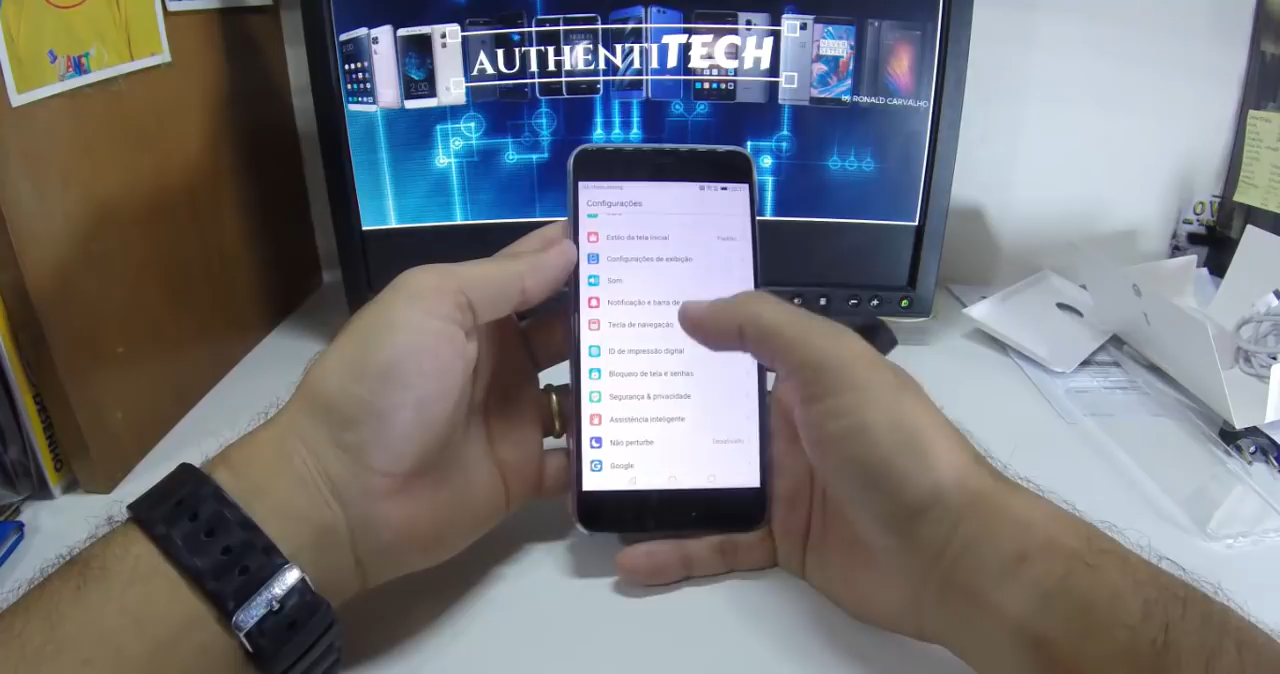 AUTHENTITECH
by RONALD CARVALHO
Configurações
Estilo da tela inicial
Configurações de exibição
Som
Notificação e barra de
Tecla de navegação
ID de impressão digital
Bloqueio de tela e senhas
Segurança & privacidade
Assistência inteligente
Não perturbe
Desativado
Google
DESENHO